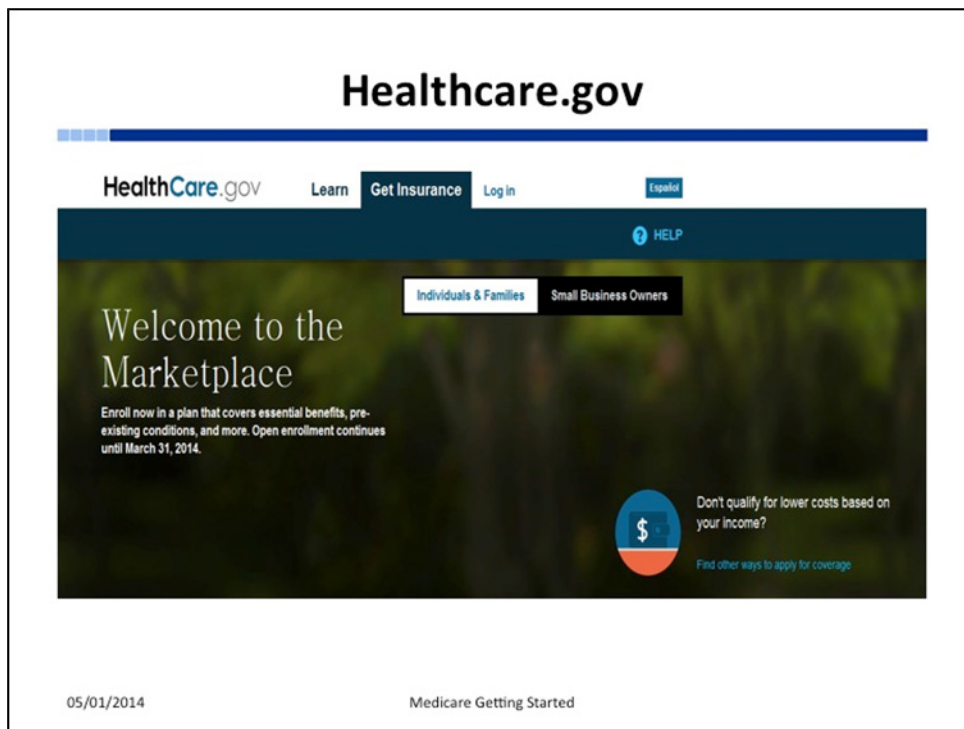 Healthcare.gov
HealthCare.gov Learn Get Insurance Log in Español
? HELP
Individuals & Families Small Business Owners
Welcome to the
Marketplace
Enroll now in a plan that covers essential benefits, pre-
existing conditions, and more. Open enrollment continues
until March 31, 2014.
$
Don't qualify for lower costs based on
your income?
Find other ways to apply for coverage
05/01/2014 Medicare Getting Started